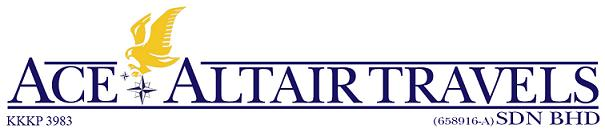 ACE ALTAIR TRAVELS
KKKP 3983 (658916-A) SDN BHD